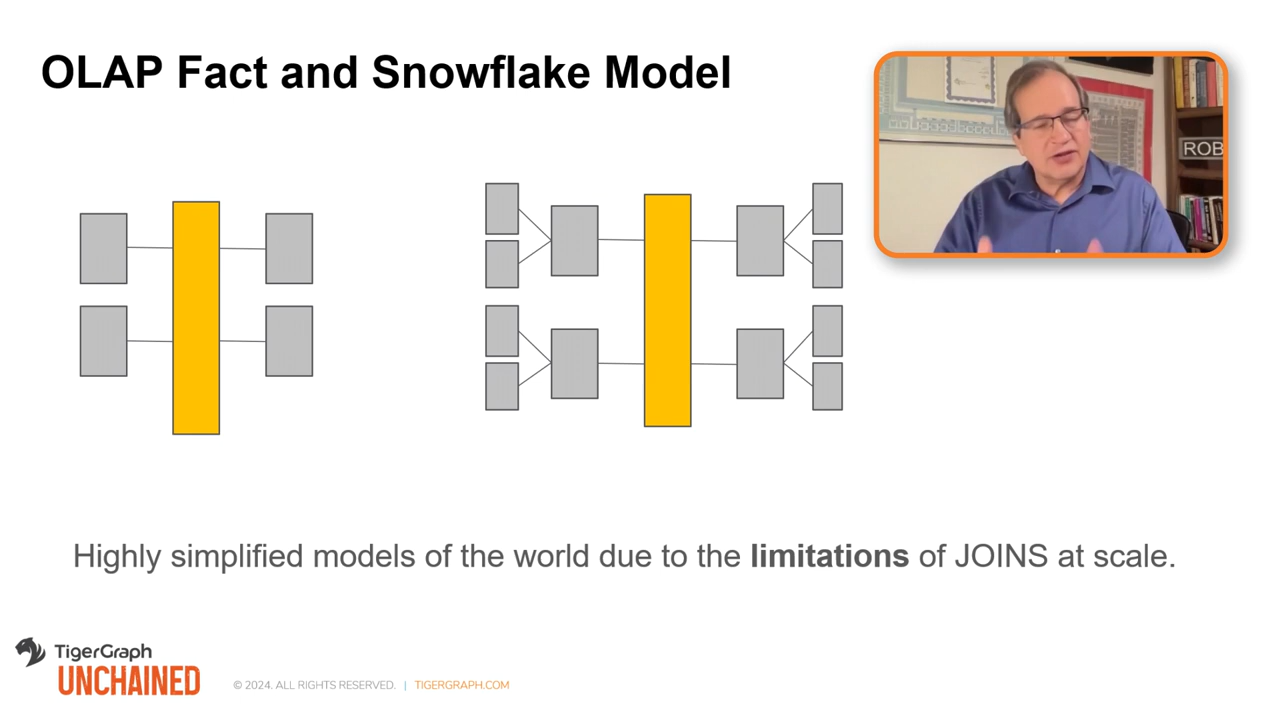 OLAP Fact and Snowflake Model
ROB
Highly simplified models of the world due to the limitations of JOINS at scale.
TigerGraph
UNCHAINED
© 2024. ALL RIGHTS RESERVED. | TIGERGRAPH.COM